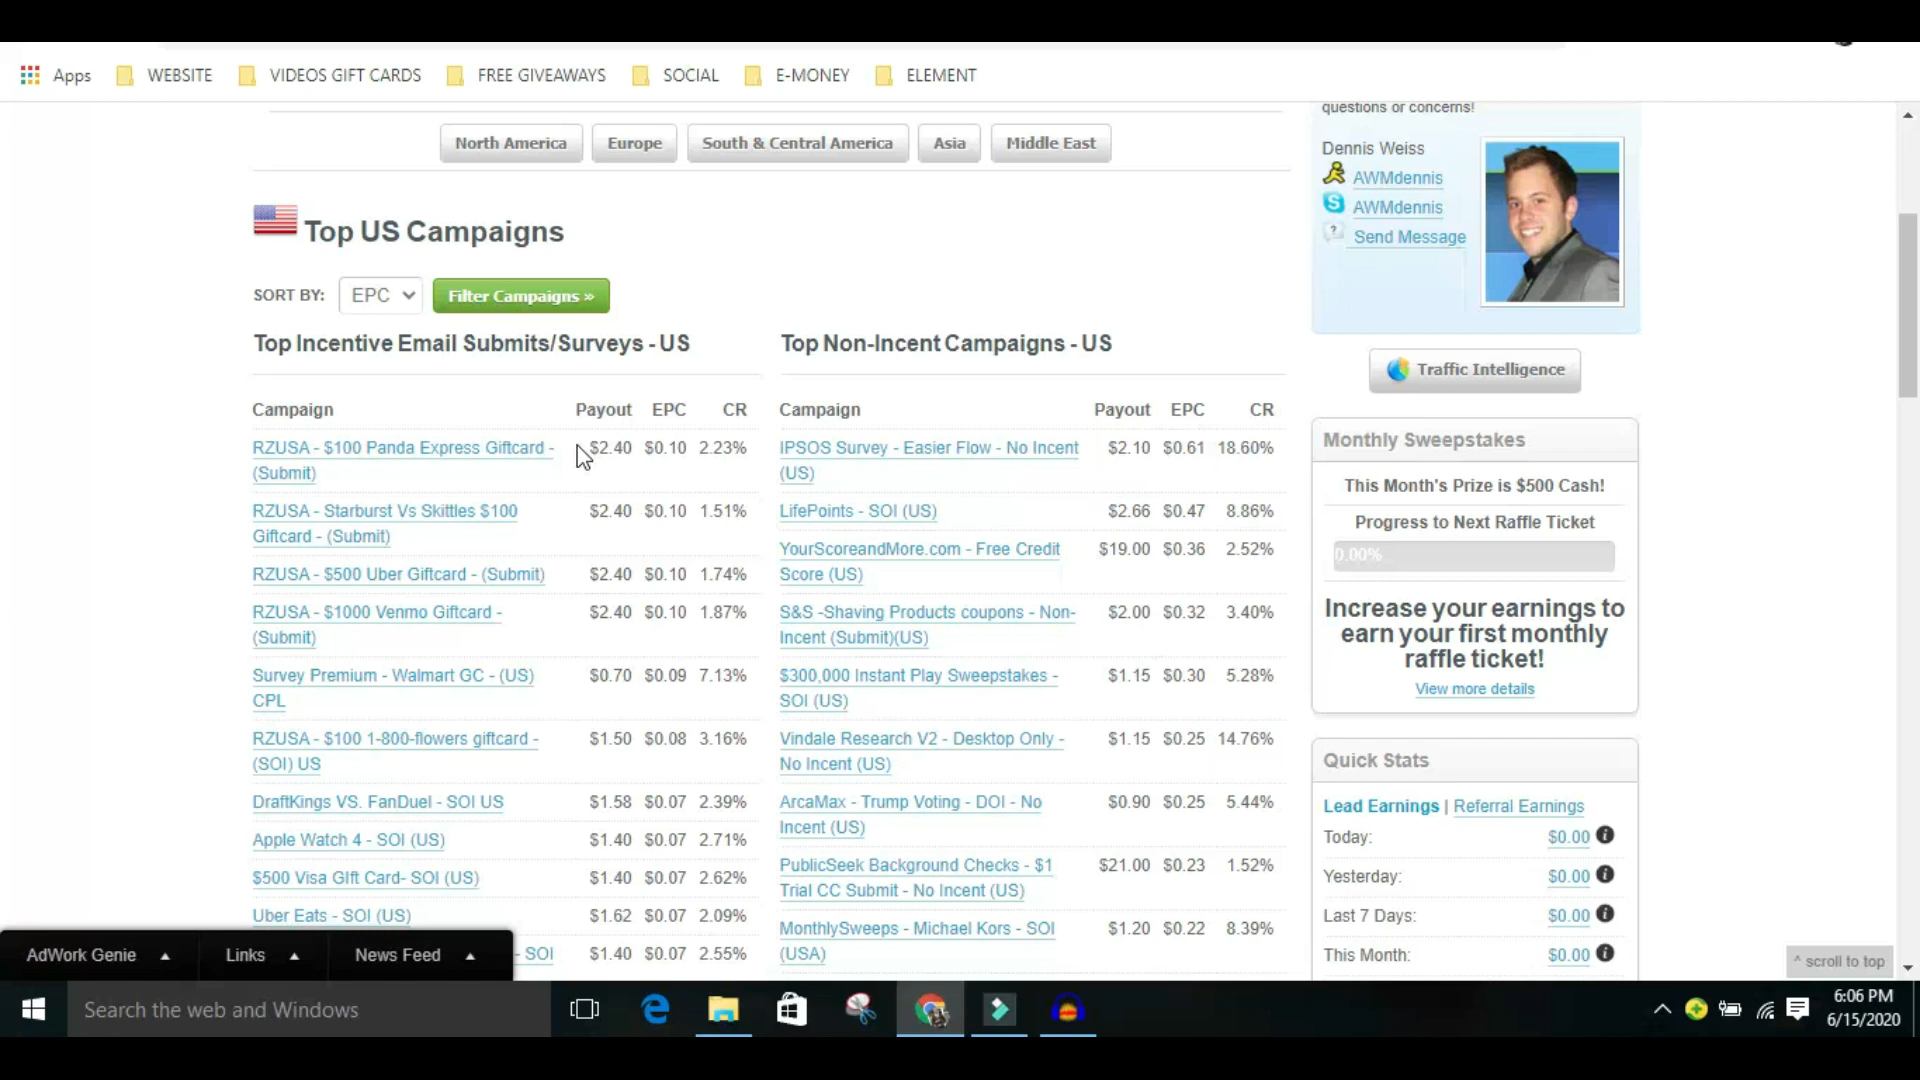 Apps WEBSITE VIDEOS GIFT CARDS FREE GIVEAWAYS SOCIAL E-MONEY ELEMENT
North America Europe South & Central America Asia Middle East
Top US Campaigns
SORT BY: EPC Filter Campaigns »
Top Incentive Email Submits/Surveys - US
Campaign Payout EPC CR
RZUSA - $100 Panda Express Giftcard - $2.40 $0.10 2.23%
(Submit)
RZUSA - Starburst Vs Skittles $100 $2.40 $0.10 1.51%
Giftcard - (Submit)
RZUSA - $500 Uber Giftcard - (Submit) $2.40 $0.10 1.74%
RZUSA - $1000 Venmo Giftcard - $2.40 $0.10 1.87%
(Submit)
Survey Premium - Walmart GC - (US) $0.70 $0.09 7.13%
CPL
RZUSA - $100 1-800-flowers giftcard - $1.50 $0.08 3.16%
(SOI) US
DraftKings VS. FanDuel - SOI US $1.58 $0.07 2.39%
Apple Watch 4 - SOI (US) $1.40 $0.07 2.71%
$500 Visa GIft Card- SOI (US) $1.40 $0.07 2.62%
Uber Eats - SOI (US) $1.62 $0.07 2.09%
- SOI $1.40 $0.07 2.55%
Top Non-Incent Campaigns - US
Campaign Payout EPC CR
IPSOS Survey - Easier Flow - No Incent $2.10 $0.61 18.60%
(US)
LifePoints - SOI (US) $2.66 $0.47 8.86%
YourScoreandMore.com - Free Credit $19.00 $0.36 2.52%
Score (US)
S&S -Shaving Products coupons - Non- $2.00 $0.32 3.40%
Incent (Submit)(US)
$300,000 Instant Play Sweepstakes - $1.15 $0.30 5.28%
SOI (US)
Vindale Research V2 - Desktop Only - $1.15 $0.25 14.76%
No Incent (US)
ArcaMax - Trump Voting - DOI - No $0.90 $0.25 5.44%
Incent (US)
PublicSeek Background Checks - $1 $21.00 $0.23 1.52%
Trial CC Submit - No Incent (US)
MonthlySweeps - Michael Kors - SOI $1.20 $0.22 8.39%
(USA)
questions or concerns!
Dennis Weiss
AWMdennis
AWMdennis
Send Message
Traffic Intelligence
Monthly Sweepstakes
This Month's Prize is $500 Cash!
Progress to Next Raffle Ticket
0.00%
Increase your earnings to
earn your first monthly
raffle ticket!
View more details
Quick Stats
Lead Earnings | Referral Earnings
Today: $0.00
Yesterday: $0.00
Last 7 Days: $0.00
This Month: $0.00
^ scroll to top
AdWork Genie Links News Feed
Search the web and Windows
6:06 PM
6/15/2020